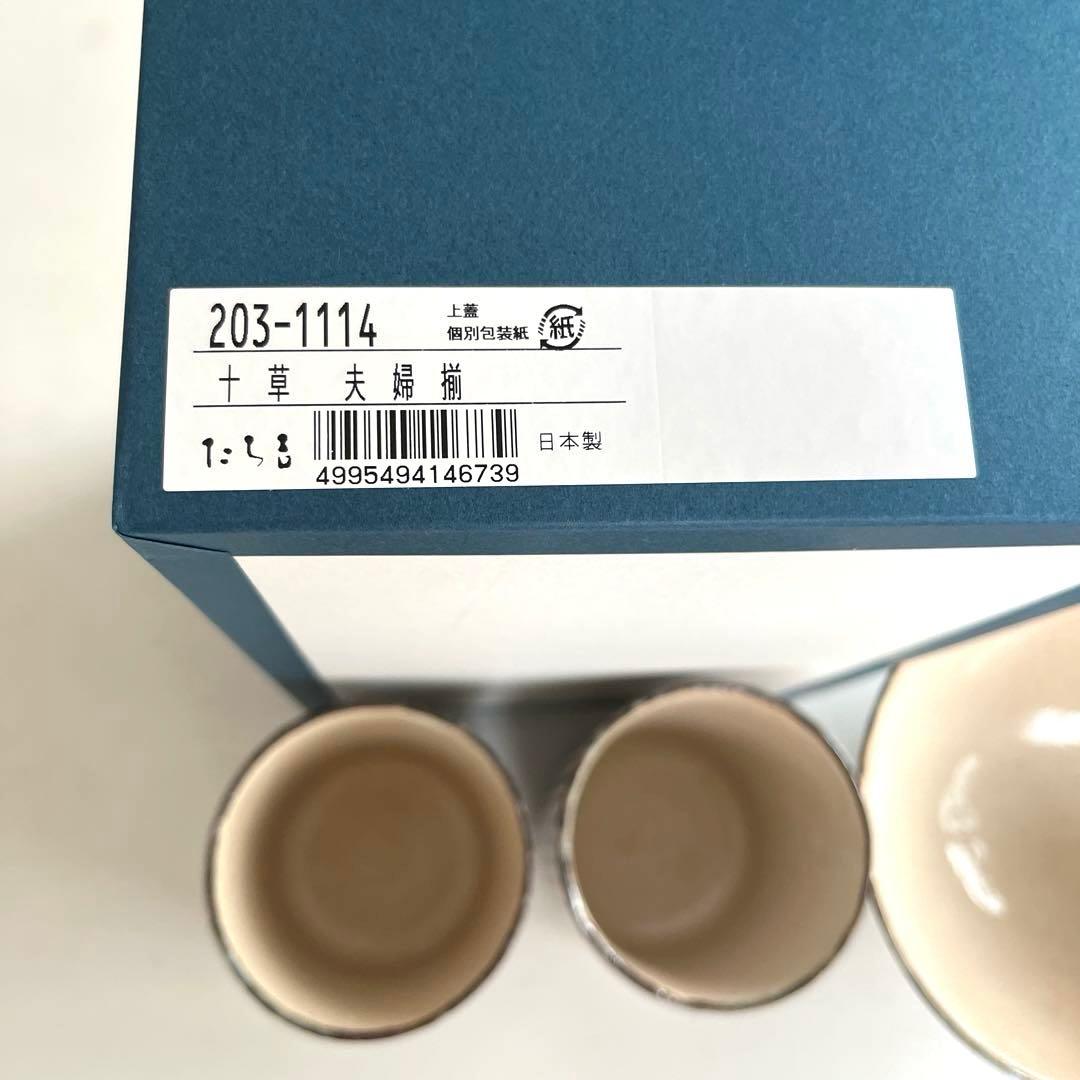 203-1114
上蓋
個別包装紙 紙
十草 夫婦揃
たち吉
日本製
4995494146739